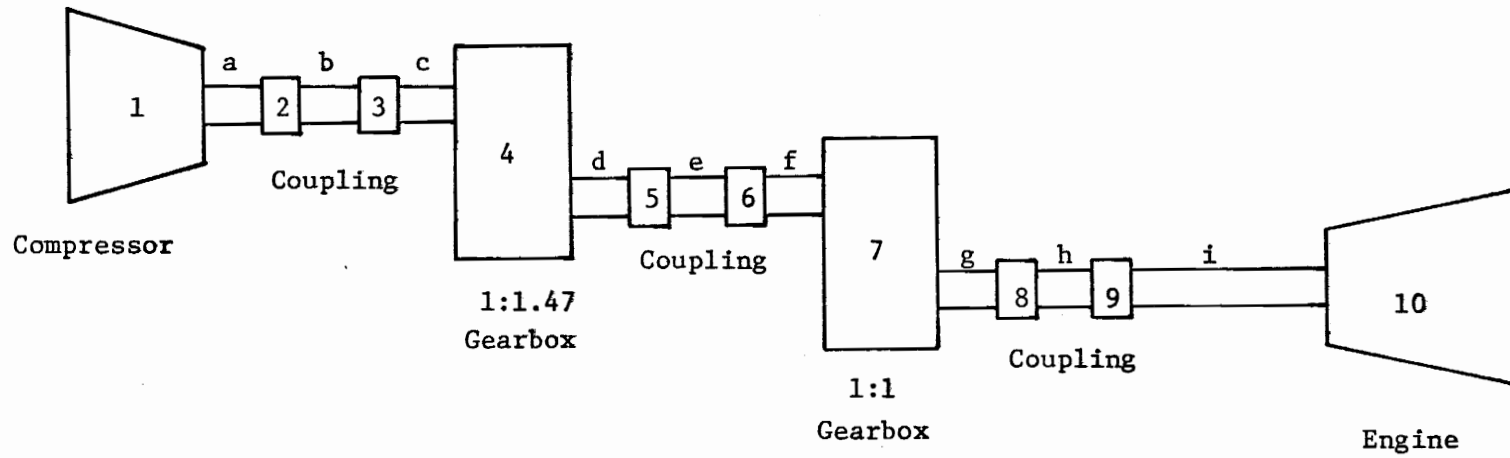 a b c
1 2 3
Coupling
Compressor
4
1:1.47
Gearbox
d e f
5 6
Coupling
7
1:1
Gearbox
g h i
8 9
Coupling
10
Engine